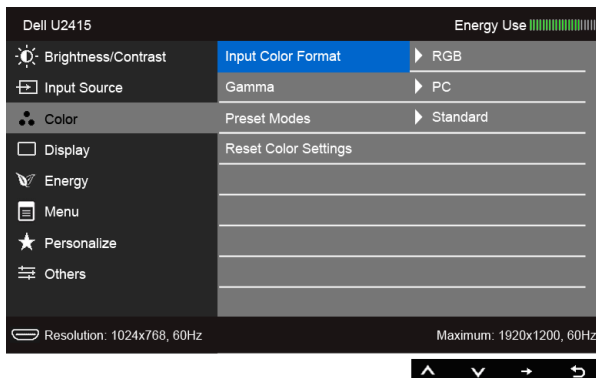 Dell U2415 Energy Use
Brightness/Contrast Input Color Format RGB
Input Source Gamma PC
Color Preset Modes Standard
Display Reset Color Settings
Energy
Menu
Personalize
Others
Resolution: 1024x768, 60Hz Maximum: 1920x1200, 60Hz